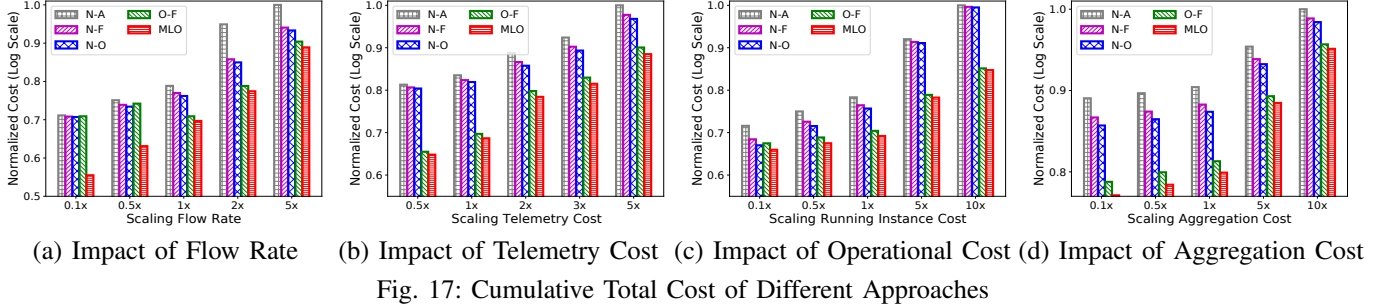 Normalized Cost (Log Scale)
1.0
0.9
0.8
0.7
0.6
0.5
N-A
N-F
N-O
O-F
MLO
0.1x 0.5x 1x 2x 5x
Scaling Flow Rate
(a) Impact of Flow Rate
Normalized Cost (Log Scale)
1.0
0.9
0.8
0.7
0.6
N-A
N-F
N-O
O-F
MLO
0.5x 1x 2x 3x 5x
Scaling Telemetry Cost
(b) Impact of Telemetry Cost
Normalized Cost (Log Scale)
1.0
0.9
0.8
0.7
0.6
N-A
N-F
N-O
O-F
MLO
0.1x 0.5x 1x 5x 10x
Scaling Running Instance Cost
(c) Impact of Operational Cost
Normalized Cost (Log Scale)
1.0
0.9
0.8
N-A
N-F
N-O
O-F
MLO
0.1x 0.5x 1x 5x 10x
Scaling Aggregation Cost
(d) Impact of Aggregation Cost
Fig. 17: Cumulative Total Cost of Different Approaches